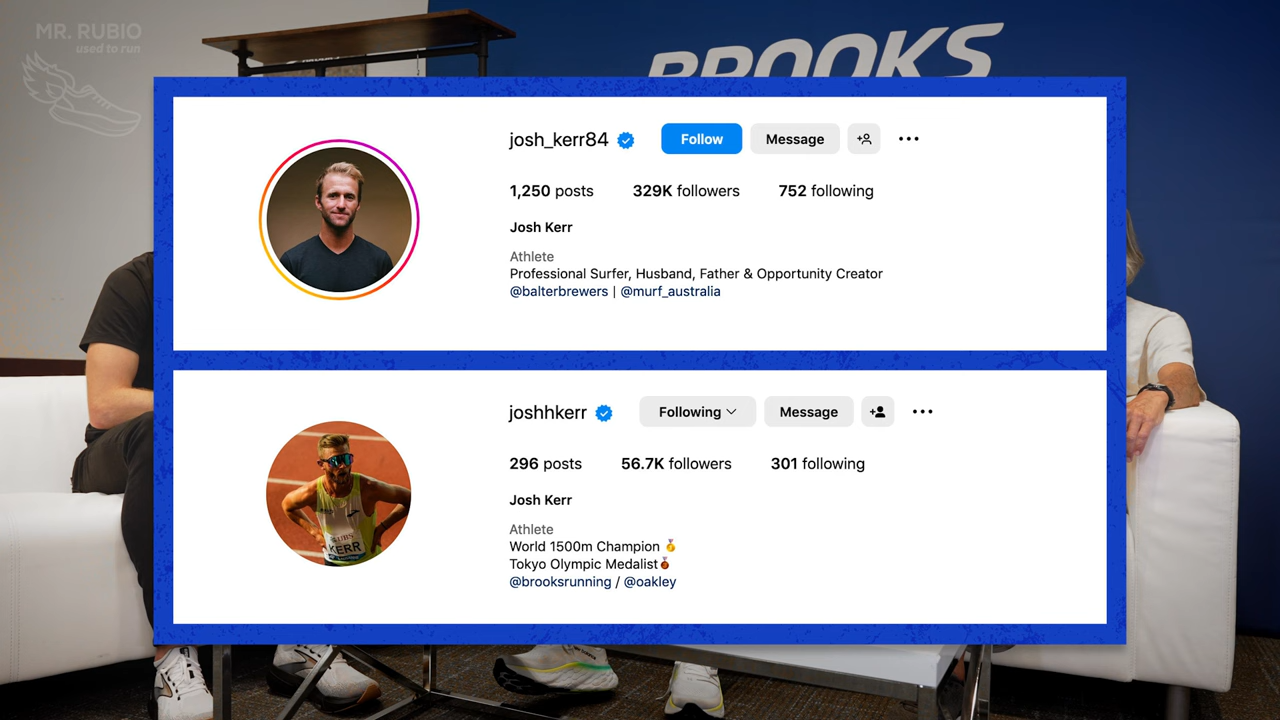 MR. RUBIO
used to run
BROOKS
josh_kerr84 Follow Message
1,250 posts 329K followers 752 following
Josh Kerr
Athlete
Professional Surfer, Husband, Father & Opportunity Creator
@balterbrewers | @murf_australia
joshhkerr Following Message
296 posts 56.7K followers 301 following
Josh Kerr
Athlete
World 1500m Champion 🥇
Tokyo Olympic Medalist🥉
@brooksrunning / @oakley
KERR